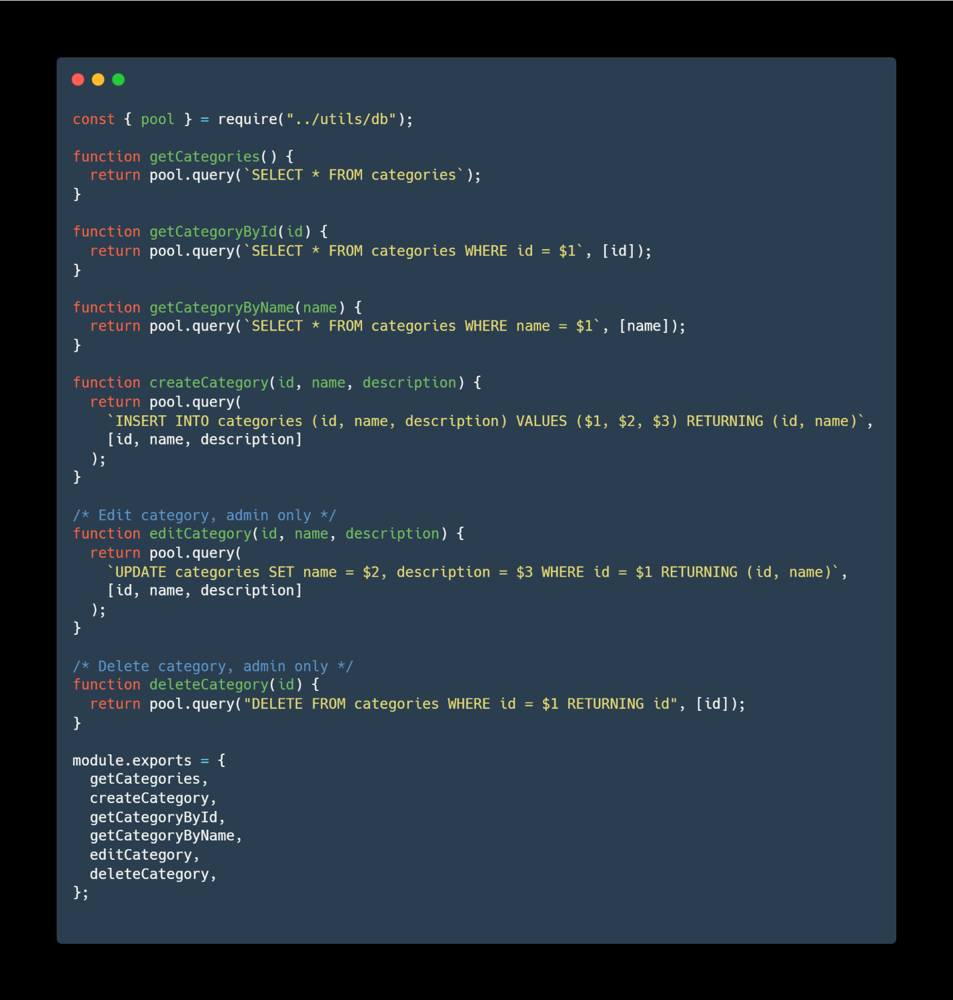 const { pool } = require("../utils/db");

function getCategories() {
  return pool.query(`SELECT * FROM categories`);
}

function getCategoryById(id) {
  return pool.query(`SELECT * FROM categories WHERE id = $1`, [id]);
}

function getCategoryByName(name) {
  return pool.query(`SELECT * FROM categories WHERE name = $1`, [name]);
}

function createCategory(id, name, description) {
  return pool.query(
    `INSERT INTO categories (id, name, description) VALUES ($1, $2, $3) RETURNING (id, name)`,
    [id, name, description]
  );
}

/* Edit category, admin only */
function editCategory(id, name, description) {
  return pool.query(
    `UPDATE categories SET name = $2, description = $3 WHERE id = $1 RETURNING (id, name)`,
    [id, name, description]
  );
}

/* Delete category, admin only */
function deleteCategory(id) {
  return pool.query("DELETE FROM categories WHERE id = $1 RETURNING id", [id]);
}

module.exports = {
  getCategories,
  createCategory,
  getCategoryById,
  getCategoryByName,
  editCategory,
  deleteCategory,
};